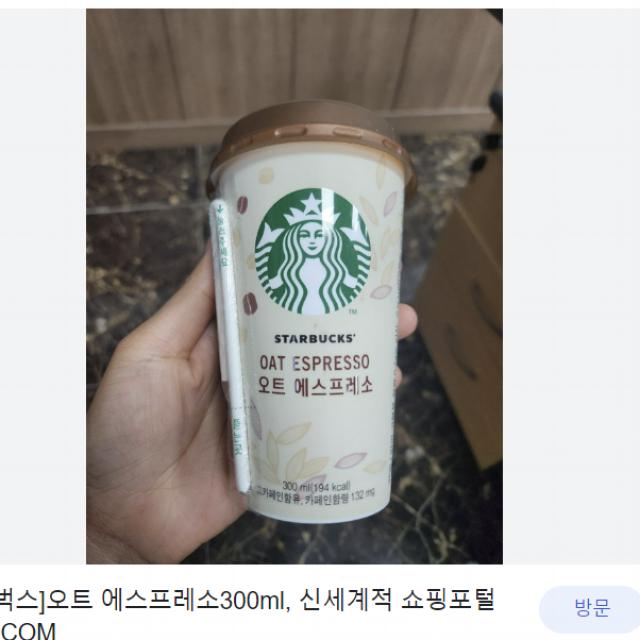 TM
STARBUCKS®
OAT ESPRESSO
오트 에스프레소
300 ml(194 kcal)
고카페인함유, 카페인함량 132 mg
벅스]오트 에스프레소300ml, 신세계적 쇼핑포털
.COM
방문